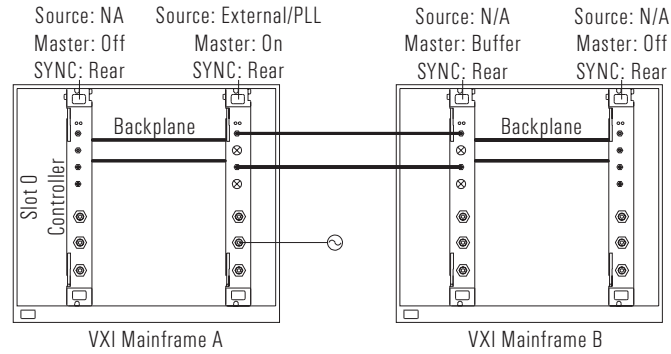 Source: NA
Master: Off
SYNC: Rear
Source: External/PLL
Master: On
SYNC: Rear
Source: N/A
Master: Buffer
SYNC: Rear
Source: N/A
Master: Off
SYNC: Rear
Slot 0
Controller
Backplane
Backplane
VXI Mainframe A
VXI Mainframe B